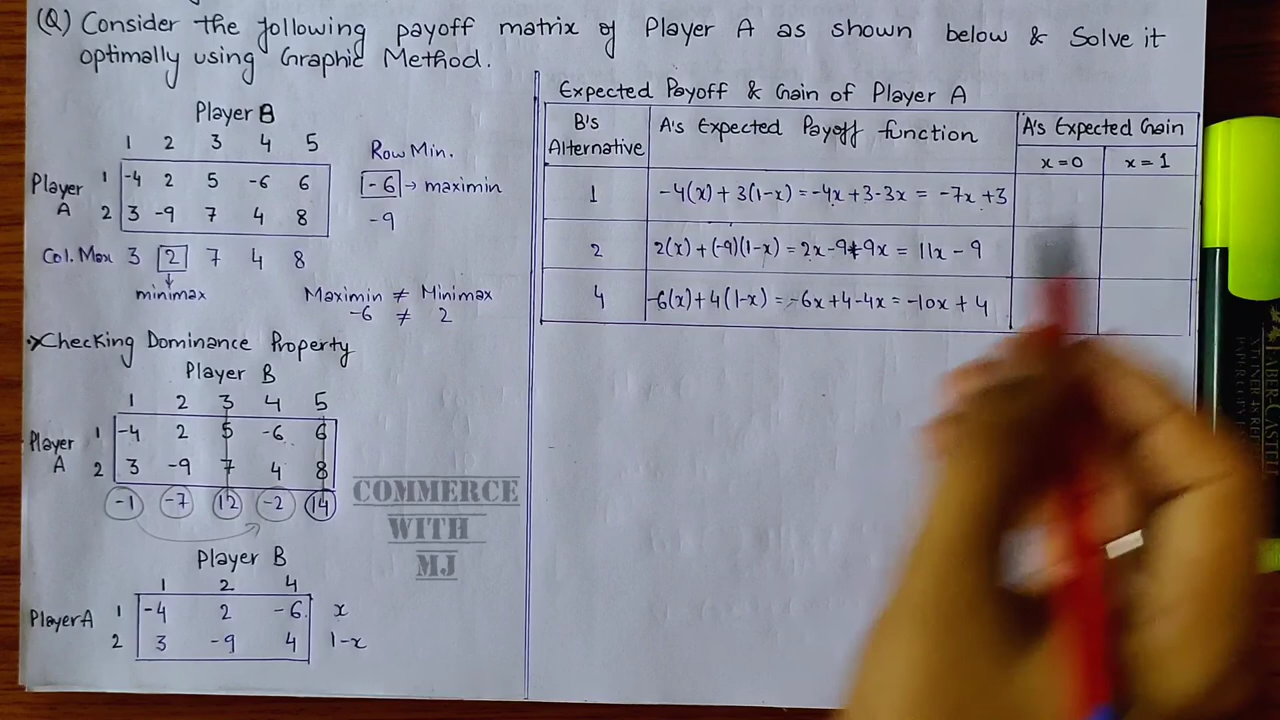 (Q) Consider the following payoff matrix of Player A as shown below & Solve it
optimally using Graphic Method.
Player B
1 2 3 4 5
Row Min.
Player A
1 -4 2 5 -6 6 -6 → maximin
2 3 -9 7 4 8 -9
Col. Max 3 2 7 4 8
minimax
Maximin ≠ Minimax
-6 ≠ 2
Checking Dominance Property
Player B
1 2 3 4 5
Player A
1 -4 2 5 -6 6
2 3 -9 7 4 8
-1 -7 12 -2 14
Player B
1 2 4
Player A 1 -4 2 -6 x
2 3 -9 4 1-x
COMMERCE
WITH
MJ
Expected Payoff & Gain of Player A
B's Alternative
A's Expected Payoff function
A's Expected Gain
x=0 x=1
1 -4(x)+3(1-x)=-4x+3-3x = -7x+3
2 2(x)+(-9)(1-x)=2x-9+9x = 11x-9
4 -6(x)+4(1-x)=-6x+4-4x=-10x+4
FABER-CASTELL